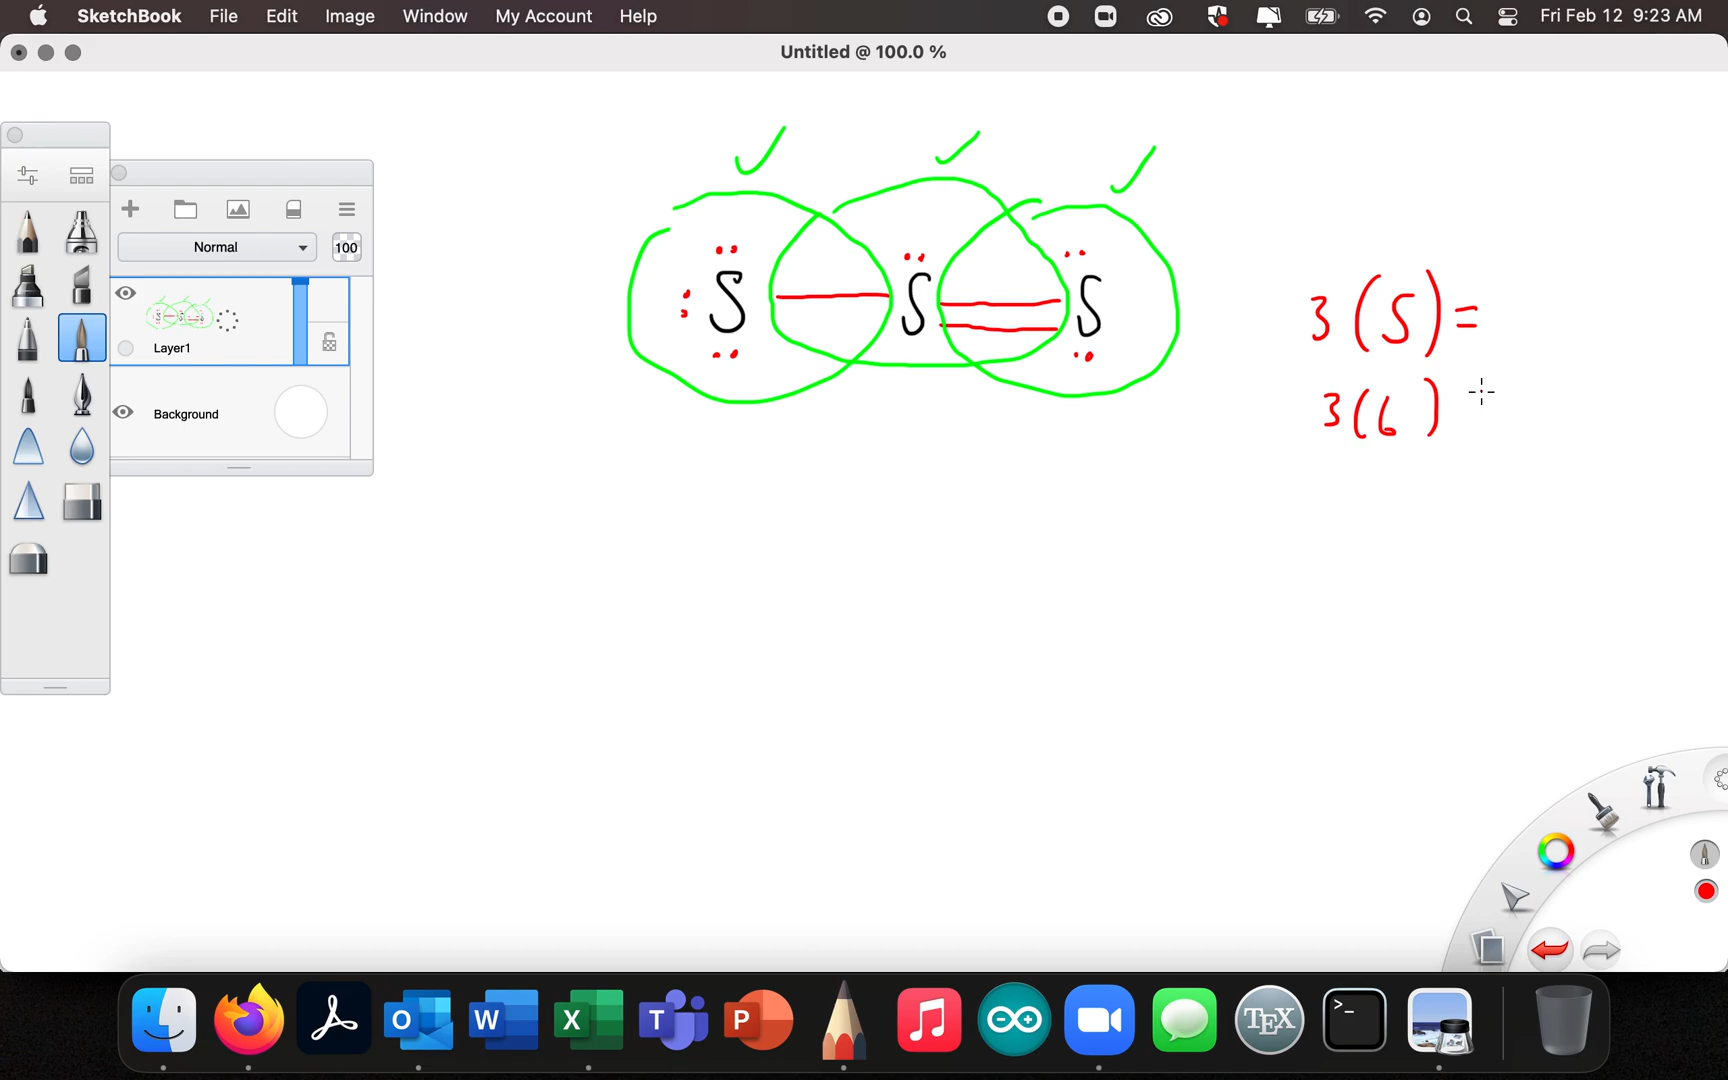 SketchBook File Edit Image Window My Account Help Fri Feb 12 9:23 AM
Untitled @ 100.0 %
Normal 100
Layer1
Background
S S S
3 (S) =
3 (6 )
O W X T P TEX >_